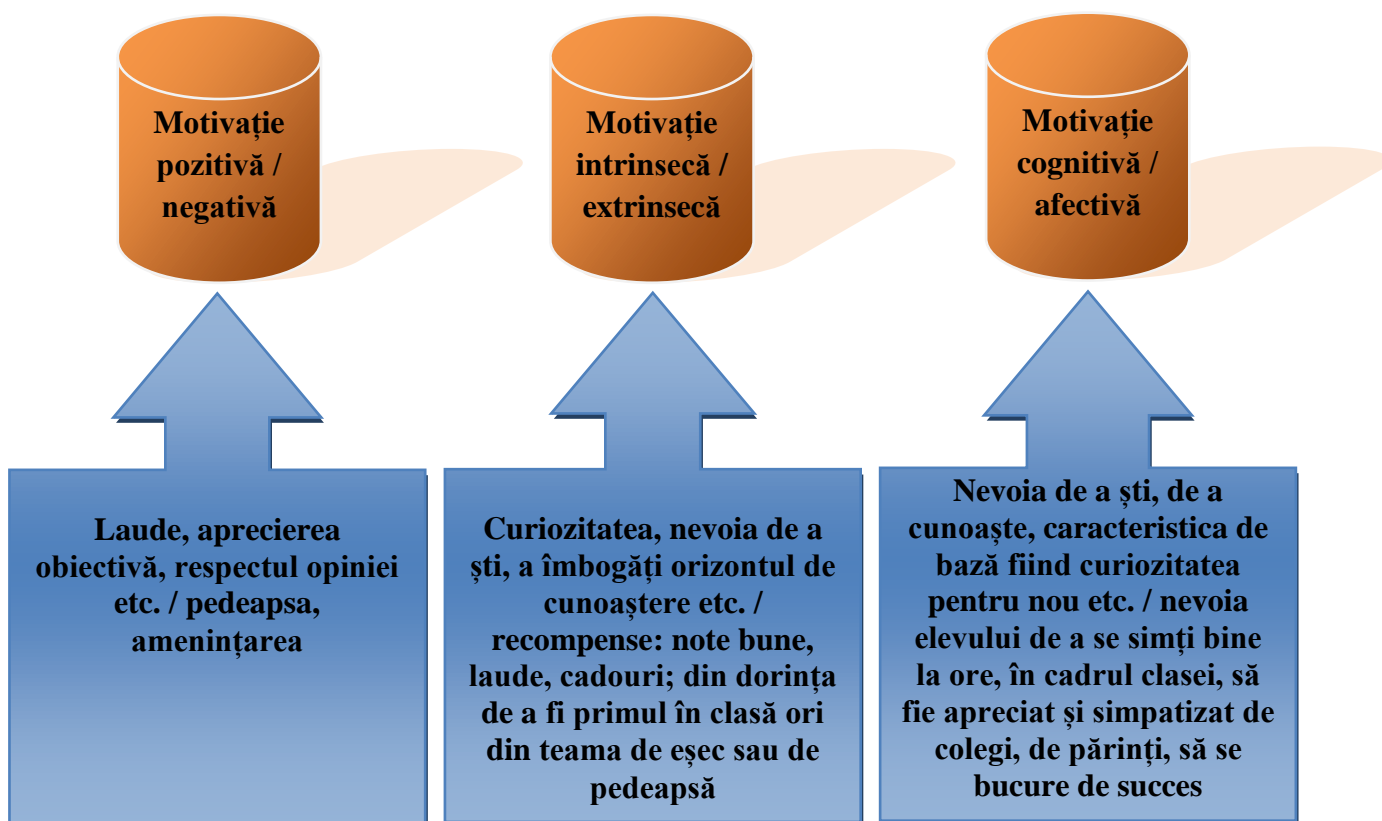 Motivație
pozitivă /
negativă
Motivație
intrinsecă /
extrinsecă
Motivație
cognitivă /
afectivă
Laude, aprecierea
obiectivă, respectul opiniei
etc. / pedeapsa,
amenințarea
Curiozitatea, nevoia de a
ști, a îmbogăți orizontul de
cunoaștere etc. /
recompense: note bune,
laude, cadouri; din dorința
de a fi primul în clasă ori
din teama de eșec sau de
pedeapsă
Nevoia de a ști, de a
cunoaște, caracteristica de
bază fiind curiozitatea
pentru nou etc. / nevoia
elevului de a se simți bine
la ore, în cadrul clasei, să
fie apreciat și simpatizat de
colegi, de părinți, să se
bucure de succes